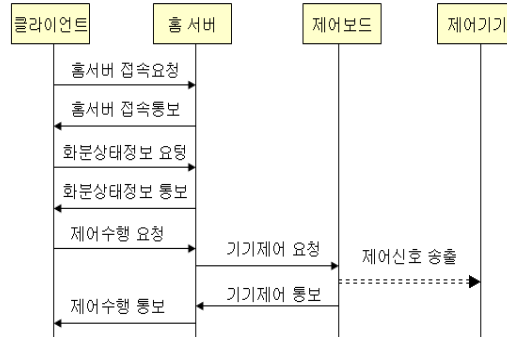 클라이언트
홈 서버
제어보드
제어기기
홈서버 접속요청
홈서버 접속통보
화분상태정보 요텅
화분상태정보 통보
제어수행 요청
기기제어 요청
제어신호 송출
기기제어 통보
제어수행 통보